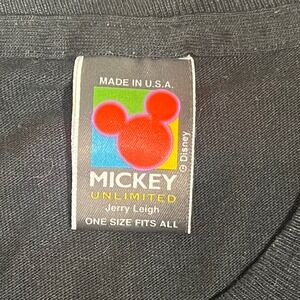 MADE IN U.S.A.
© Disney
MICKEY
UNLIMITED
Jerry Leigh
ONE SIZE FITS ALL